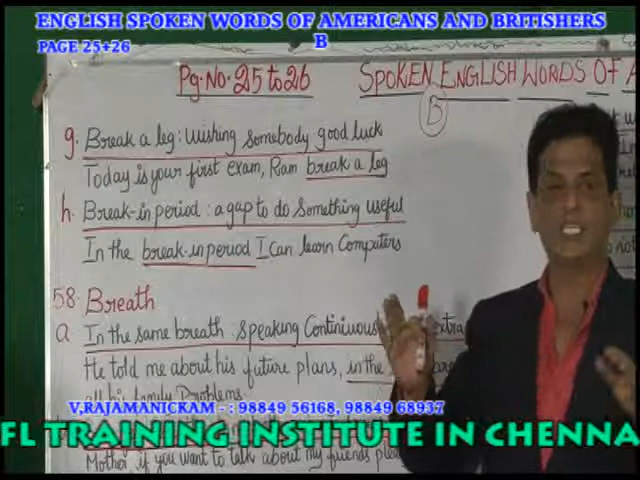 ENGLISH SPOKEN WORDS OF AMERICANS AND BRITISHERS
PAGE 25+26
B
Pg. No. 25 to 26
SPOKEN ENGLISH WORDS OF A
B
g. Break a leg : Wishing somebody good luck
Today is your first exam, Ram break a leg
h. Break-in period : a gap to do something useful
In the break-in period I can learn Computers
58. Breath
a. In the same breath : speaking Continuous
He told me about his future plans, in the
all his family Problems
V,RAJAMANICKAM - : 98849 56168, 98849 68937
FL TRAINING INSTITUTE IN CHENNA
Mother, if you want to talk about my friends